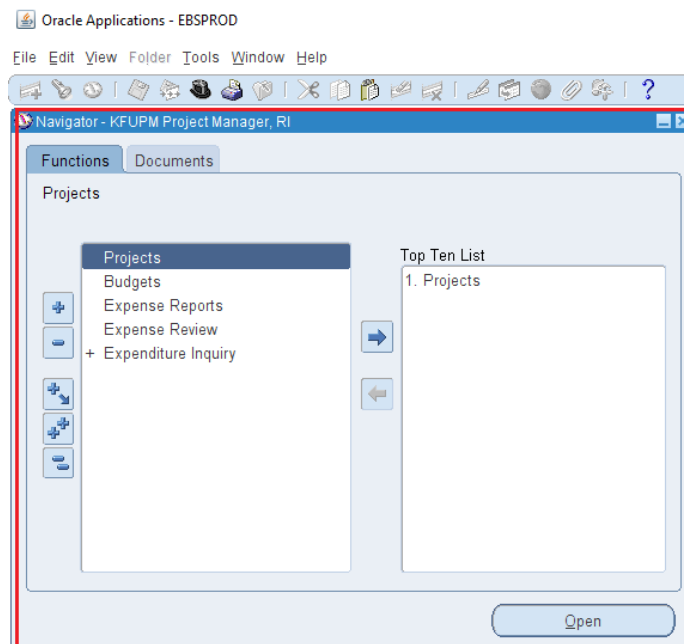 Oracle Applications - EBSPROD
File Edit View Folder Tools Window Help
Navigator - KFUPM Project Manager, RI
Functions Documents
Projects
Projects
Budgets
Expense Reports
Expense Review
+ Expenditure Inquiry
Top Ten List
1. Projects
Open